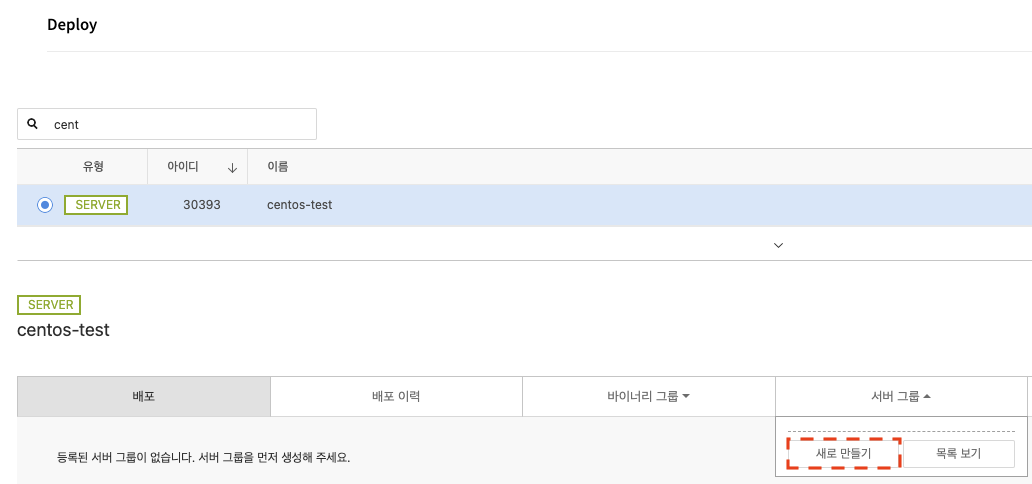 Deploy
cent
유형 아이디 이름
SERVER 30393 centos-test
SERVER
centos-test
배포 배포 이력 바이너리 그룹 서버 그룹
등록된 서버 그룹이 없습니다. 서버 그룹을 먼저 생성해 주세요.
새로 만들기 목록 보기